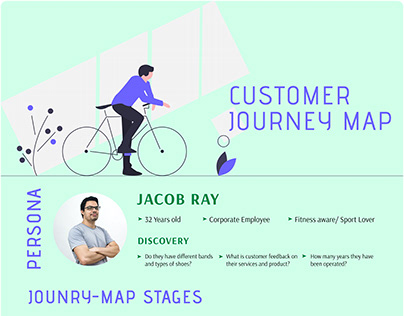 CUSTOMER
JOURNEY MAP
PERSONA
JACOB RAY
32 Years old
Corporate Employee
Fitness aware/ Sport Lover
DISCOVERY
Do they have different bands
and types of shoes?
What is customer feedback on
their services and product?
How many years they have
been operated?
JOUNRY-MAP STAGES